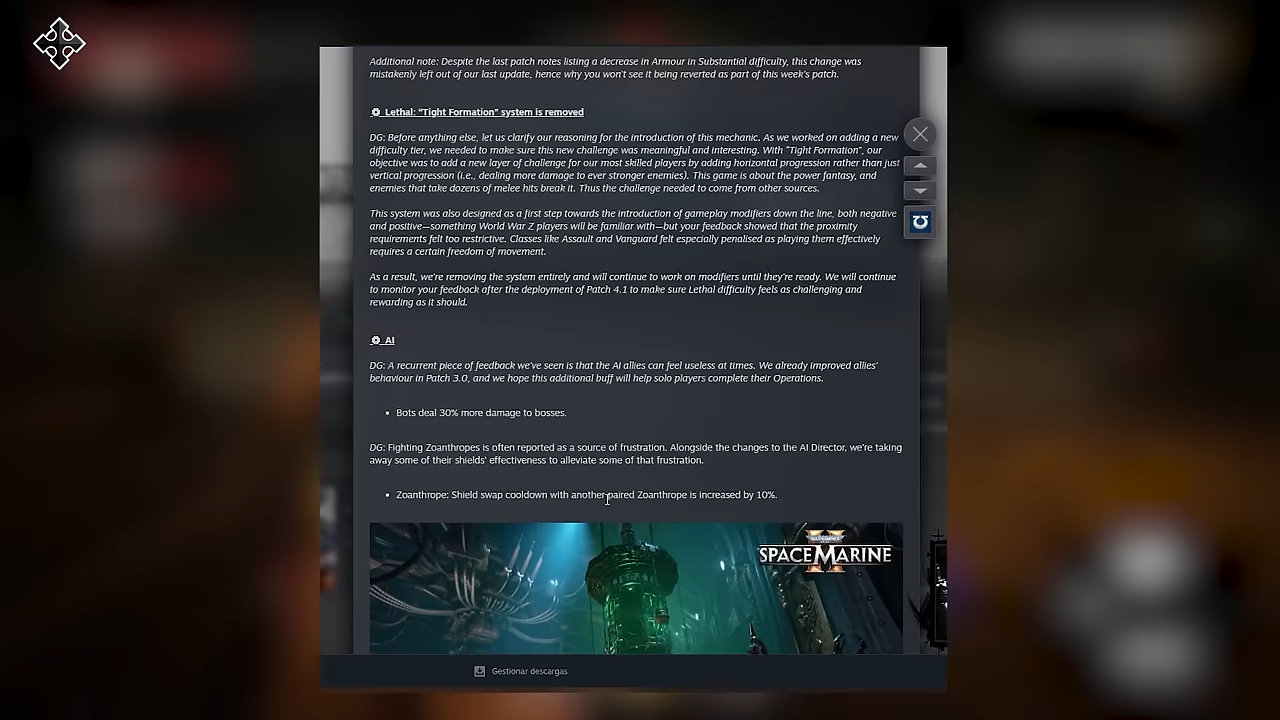 Additional note: Despite the last patch notes listing a decrease in Armour in Substantial difficulty, this change was
mistakenly left out of our last update, hence why you won't see it being reverted as part of this week's patch.
Lethal: "Tight Formation" system is removed
DG: Before anything else, let us clarify our reasoning for the introduction of this mechanic. As we worked on adding a new
difficulty tier, we needed to make sure this new challenge was meaningful and interesting. With "Tight Formation", our
objective was to add a new layer of challenge for our most skilled players by adding horizontal progression rather than just
vertical progression (i.e., dealing more damage to ever stronger enemies). This game is about the power fantasy, and
enemies that take dozens of melee hits break it. Thus the challenge needed to come from other sources.
This system was also designed as a first step towards the introduction of gameplay modifiers down the line, both negative
and positive—something World War Z players will be familiar with—but your feedback showed that the proximity
requirements felt too restrictive. Classes like Assault and Vanguard felt especially penalised as playing them effectively
requires a certain freedom of movement.
As a result, we're removing the system entirely and will continue to work on modifiers until they're ready. We will continue
to monitor your feedback after the deployment of Patch 4.1 to make sure Lethal difficulty feels as challenging and
rewarding as it should.
AI
DG: A recurrent piece of feedback we've seen is that the AI allies can feel useless at times. We already improved allies'
behaviour in Patch 3.0, and we hope this additional buff will help solo players complete their Operations.
• Bots deal 30% more damage to bosses.
DG: Fighting Zoanthropes is often reported as a source of frustration. Alongside the changes to the AI Director, we're taking
away some of their shields' effectiveness to alleviate some of that frustration.
• Zoanthrope: Shield swap cooldown with another paired Zoanthrope is increased by 10%.
SPACE MARINE
Gestionar descargas